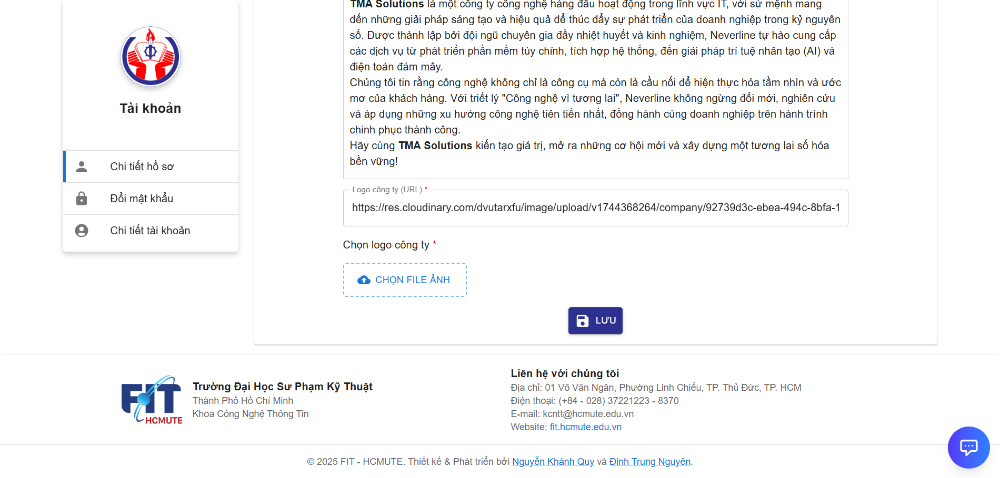 Tài khoản
Chi tiết hồ sơ
Đổi mật khẩu
Chi tiết tài khoản
TMA Solutions là một công ty công nghệ hàng đầu hoạt động trong lĩnh vực IT, với sứ mệnh mang
đến những giải pháp sáng tạo và hiệu quả để thúc đẩy sự phát triển của doanh nghiệp trong kỷ nguyên
số. Được thành lập bởi đội ngũ chuyên gia đầy nhiệt huyết và kinh nghiệm, Neverline tự hào cung cấp
các dịch vụ từ phát triển phần mềm tùy chỉnh, tích hợp hệ thống, đến giải pháp trí tuệ nhân tạo (AI) và
điện toán đám mây.
Chúng tôi tin rằng công nghệ không chỉ là công cụ mà còn là cầu nối để hiện thực hóa tầm nhìn và ước
mơ của khách hàng. Với triết lý "Công nghệ vì tương lai", Neverline không ngừng đổi mới, nghiên cứu
và áp dụng những xu hướng công nghệ tiên tiến nhất, đồng hành cùng doanh nghiệp trên hành trình
chinh phục thành công.
Hãy cùng TMA Solutions kiến tạo giá trị, mở ra những cơ hội mới và xây dựng một tương lai số hóa
bền vững!
Logo công ty (URL) *
https://res.cloudinary.com/dvutarxfu/image/upload/v1744368264/company/92739d3c-ebea-494c-8bfa-1
Chọn logo công ty *
CHỌN FILE ẢNH
LƯU
FIT
HCMUTE
Trường Đại Học Sư Phạm Kỹ Thuật
Thành Phố Hồ Chí Minh
Khoa Công Nghệ Thông Tin
Liên hệ với chúng tôi
Địa chỉ: 01 Võ Văn Ngân, Phường Linh Chiểu, TP. Thủ Đức, TP. HCM
Điện thoại: (+84 - 028) 37221223 - 8370
E-mail: kcntt@hcmute.edu.vn
Website: fit.hcmute.edu.vn
© 2025 FIT - HCMUTE. Thiết kế & Phát triển bởi Nguyễn Khánh Quy và Đinh Trung Nguyên.